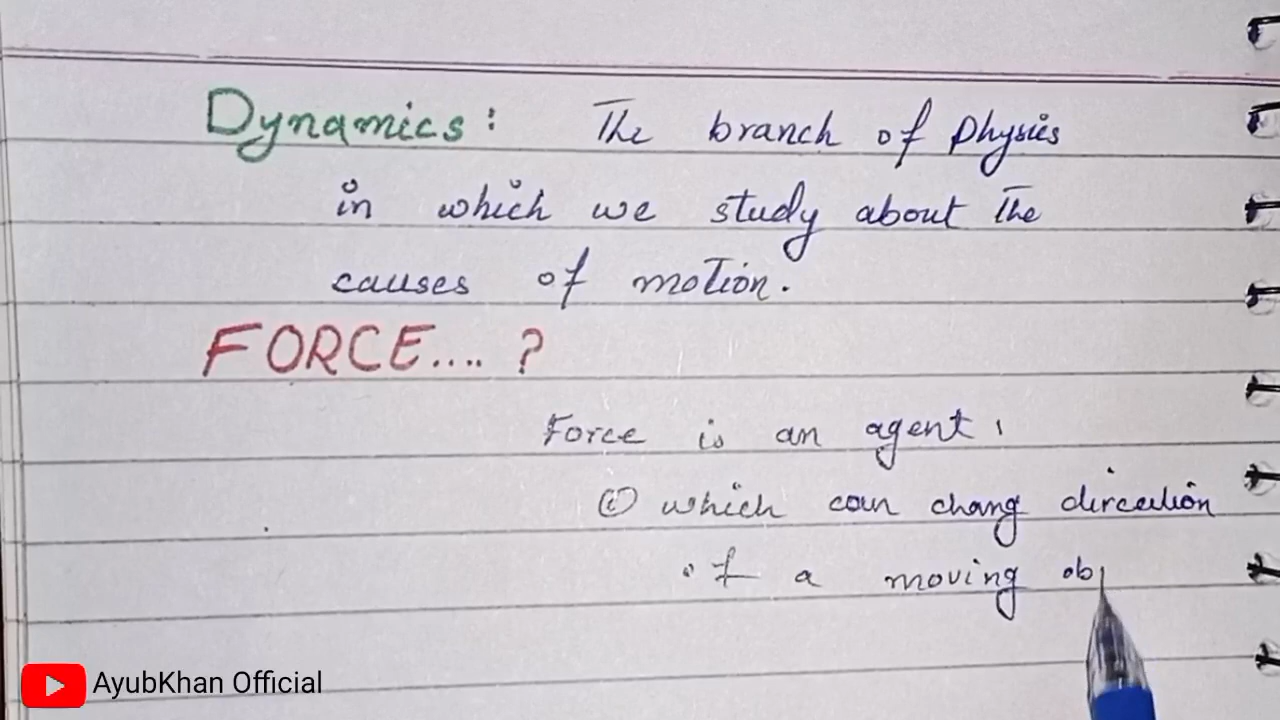 Dynamics: The branch of physics
in which we study about the
causes of motion.
FORCE.... ?
Force is an agent,
(i) which can chang direction
of a moving obj
AyubKhan Official